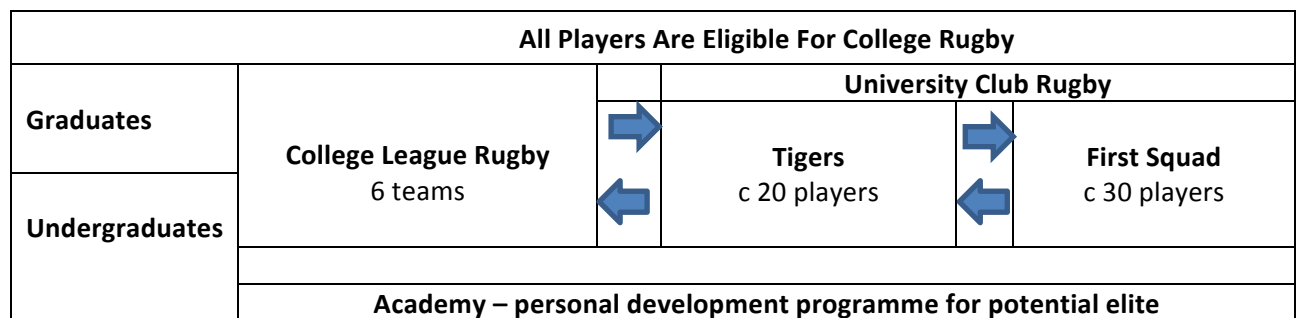 All Players Are Eligible For College Rugby
University Club Rugby
Graduates
Undergraduates
College League Rugby
6 teams
Tigers
c 20 players
First Squad
c 30 players
Academy – personal development programme for potential elite